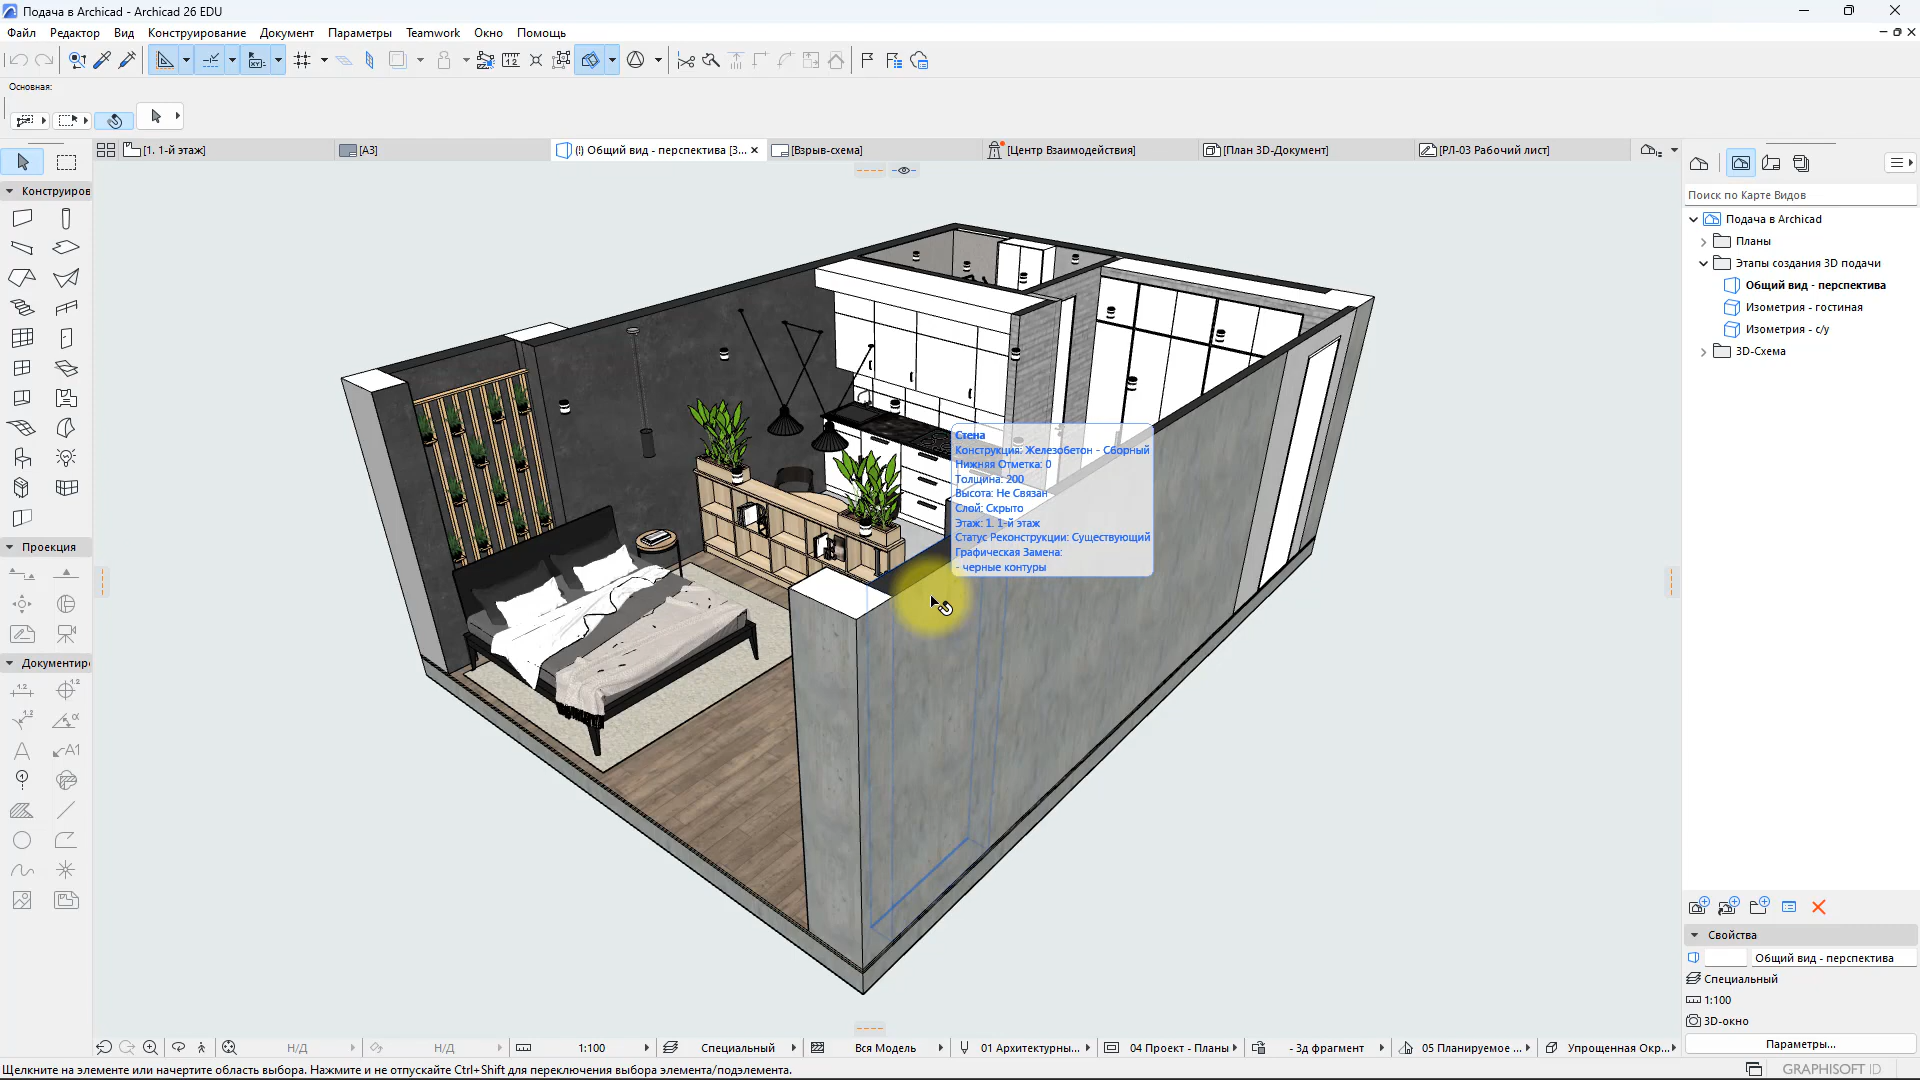 Подача в Archicad - Archicad 26 EDU
Файл Редактор Вид Конструирование Документ Параметры Teamwork Окно Помощь
Основная:
[1. 1-й этаж] [А3] (!) Общий вид - перспектива [3... [Взрыв-схема] [Центр Взаимодействия] [План 3D-Документ] [РЛ-03 Рабочий лист]
Конструиров
Проекция
Документир
Стена
Конструкция: Железобетон - Сборный
Нижняя Отметка: 0
Толщина: 200
Высота: Не Связан
Слой: Скрыто
Этаж: 1. 1-й этаж
Статус Реконструкции: Существующий
Графическая Замена:
- черные контуры
Поиск по Карте Видов
Подача в Archicad
Планы
Этапы создания 3D подачи
Общий вид - перспектива
Изометрия - гостиная
Изометрия - с/у
3D-Схема
Свойства
Общий вид - перспектива
Специальный
1:100
3D-окно
Параметры...
Н/Д Н/Д 1:100 Специальный Вся Модель 01 Архитектурны... 04 Проект - Планы - 3д фрагмент 05 Планируемое ... Упрощенная Окр...
Щелкните на элементе или начертите область выбора. Нажмите и не отпускайте Ctrl+Shift для переключения выбора элемента/подэлемента.
GRAPHISOFT ID